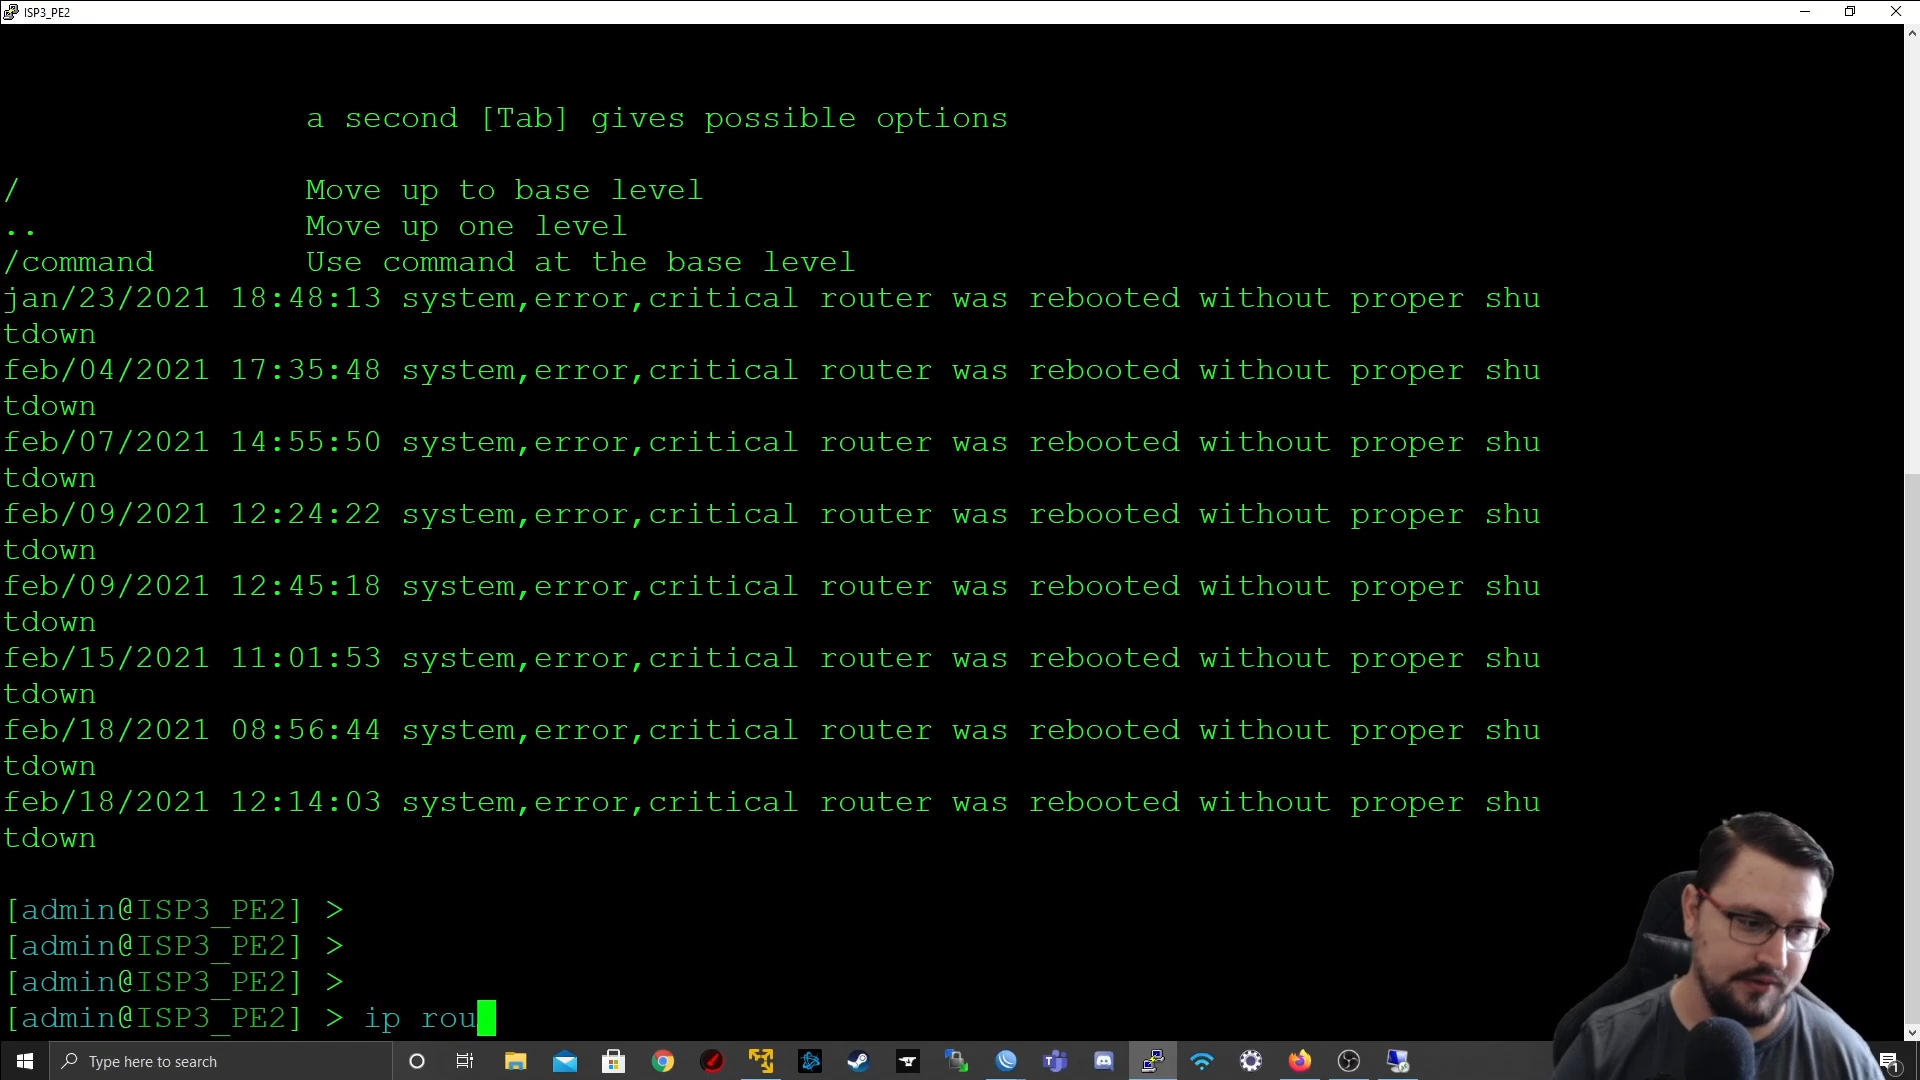 ISP3_PE2
a second [Tab] gives possible options
/ Move up to base level
.. Move up one level
/command Use command at the base level
jan/23/2021 18:48:13 system,error,critical router was rebooted without proper shu
tdown
feb/04/2021 17:35:48 system,error,critical router was rebooted without proper shu
tdown
feb/07/2021 14:55:50 system,error,critical router was rebooted without proper shu
tdown
feb/09/2021 12:24:22 system,error,critical router was rebooted without proper shu
tdown
feb/09/2021 12:45:18 system,error,critical router was rebooted without proper shu
tdown
feb/15/2021 11:01:53 system,error,critical router was rebooted without proper shu
tdown
feb/18/2021 08:56:44 system,error,critical router was rebooted without proper shu
tdown
feb/18/2021 12:14:03 system,error,critical router was rebooted without proper shu
tdown
[admin@ISP3_PE2] >
[admin@ISP3_PE2] >
[admin@ISP3_PE2] >
[admin@ISP3_PE2] > ip rou
Type here to search
1